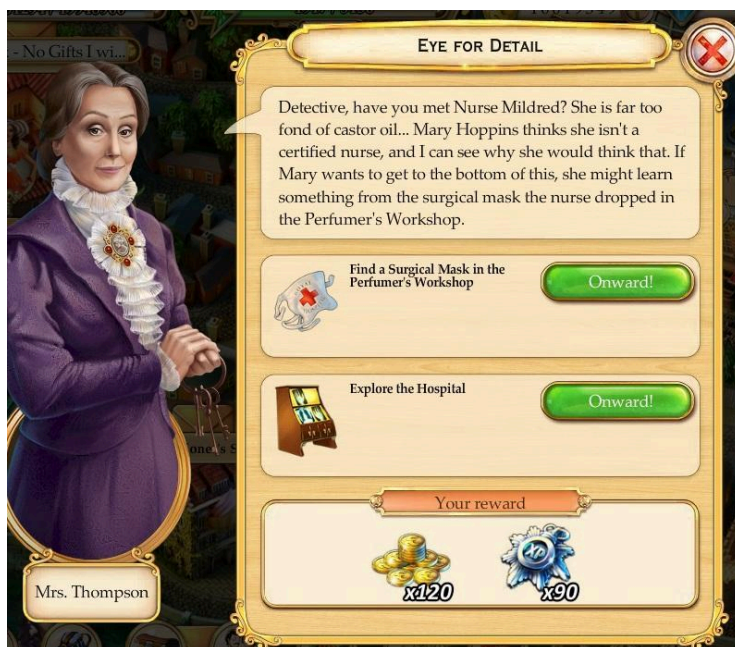 - No Gifts I wi...
EYE FOR DETAIL
Detective, have you met Nurse Mildred? She is far too
fond of castor oil... Mary Hoppins thinks she isn't a
certified nurse, and I can see why she would think that. If
Mary wants to get to the bottom of this, she might learn
something from the surgical mask the nurse dropped in
the Perfumer's Workshop.
Find a Surgical Mask in the
Perfumer's Workshop
Onward!
Explore the Hospital
Onward!
Your reward
XP
x120
x90
Mrs. Thompson